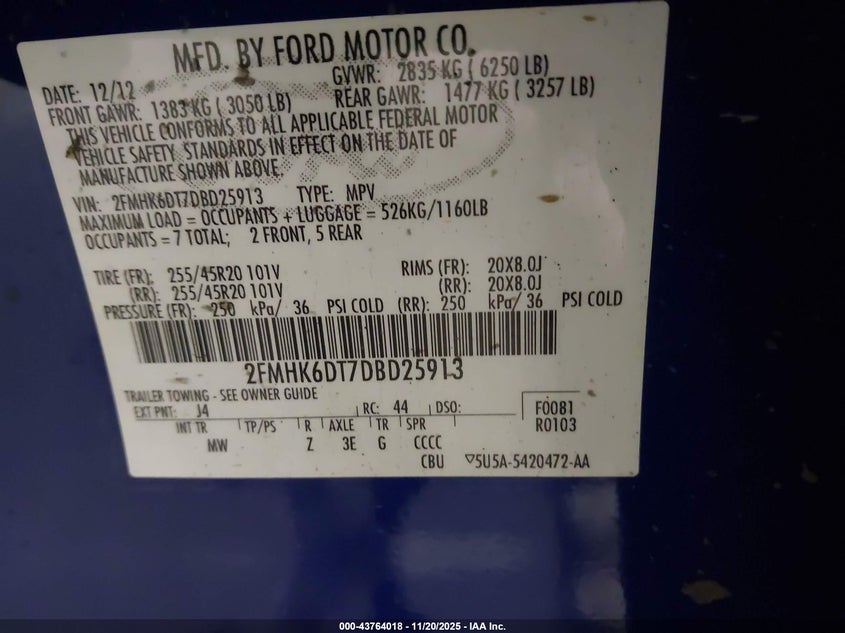 MFD. BY FORD MOTOR CO.
DATE: 12/12 GVWR: 2835 KG ( 6250 LB)
FRONT GAWR: 1383 KG ( 3050 LB) REAR GAWR: 1477 KG ( 3257 LB)
THIS VEHICLE CONFORMS TO ALL APPLICABLE FEDERAL MOTOR
VEHICLE SAFETY STANDARDS IN EFFECT ON THE DATE OF
MANUFACTURE SHOWN ABOVE.
VIN: 2FMHK6DT7DBD25913 TYPE: MPV
MAXIMUM LOAD = OCCUPANTS + LUGGAGE = 526KG/1160LB
OCCUPANTS = 7 TOTAL; 2 FRONT, 5 REAR
TIRE (FR): 255/45R20 101V RIMS (FR): 20X8.0J
(RR): 255/45R20 101V (RR): 20X8.0J
PRESSURE (FR): 250 kPa/ 36 PSI COLD (RR): 250 kPa/ 36 PSI COLD
2FMHK6DT7DBD25913
TRAILER TOWING - SEE OWNER GUIDE
EXT PNT: J4 RC: 44 DSO: F0081
INT TR TP/PS R AXLE TR SPR R0103
MW Z 3E G CCCC
CBU ▽5U5A-5420472-AA
000-43764018 - 11/20/2025 - IAA Inc.